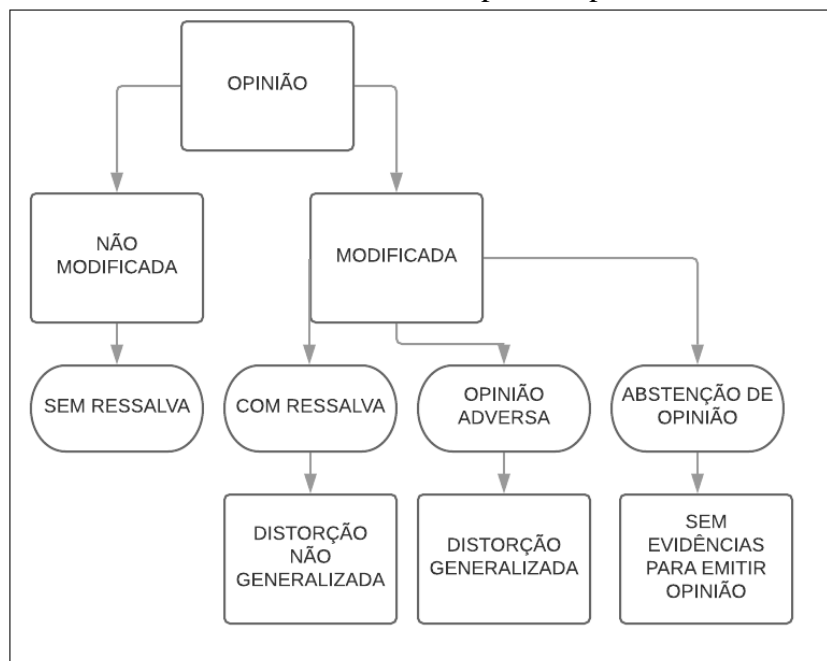 OPINIÃO
NÃO
MODIFICADA
MODIFICADA
SEM RESSALVA
COM RESSALVA
OPINIÃO
ADVERSA
ABSTENÇÃO DE
OPINIÃO
DISTORÇÃO
NÃO
GENERALIZADA
DISTORÇÃO
GENERALIZADA
SEM
EVIDÊNCIAS
PARA EMITIR
OPINIÃO